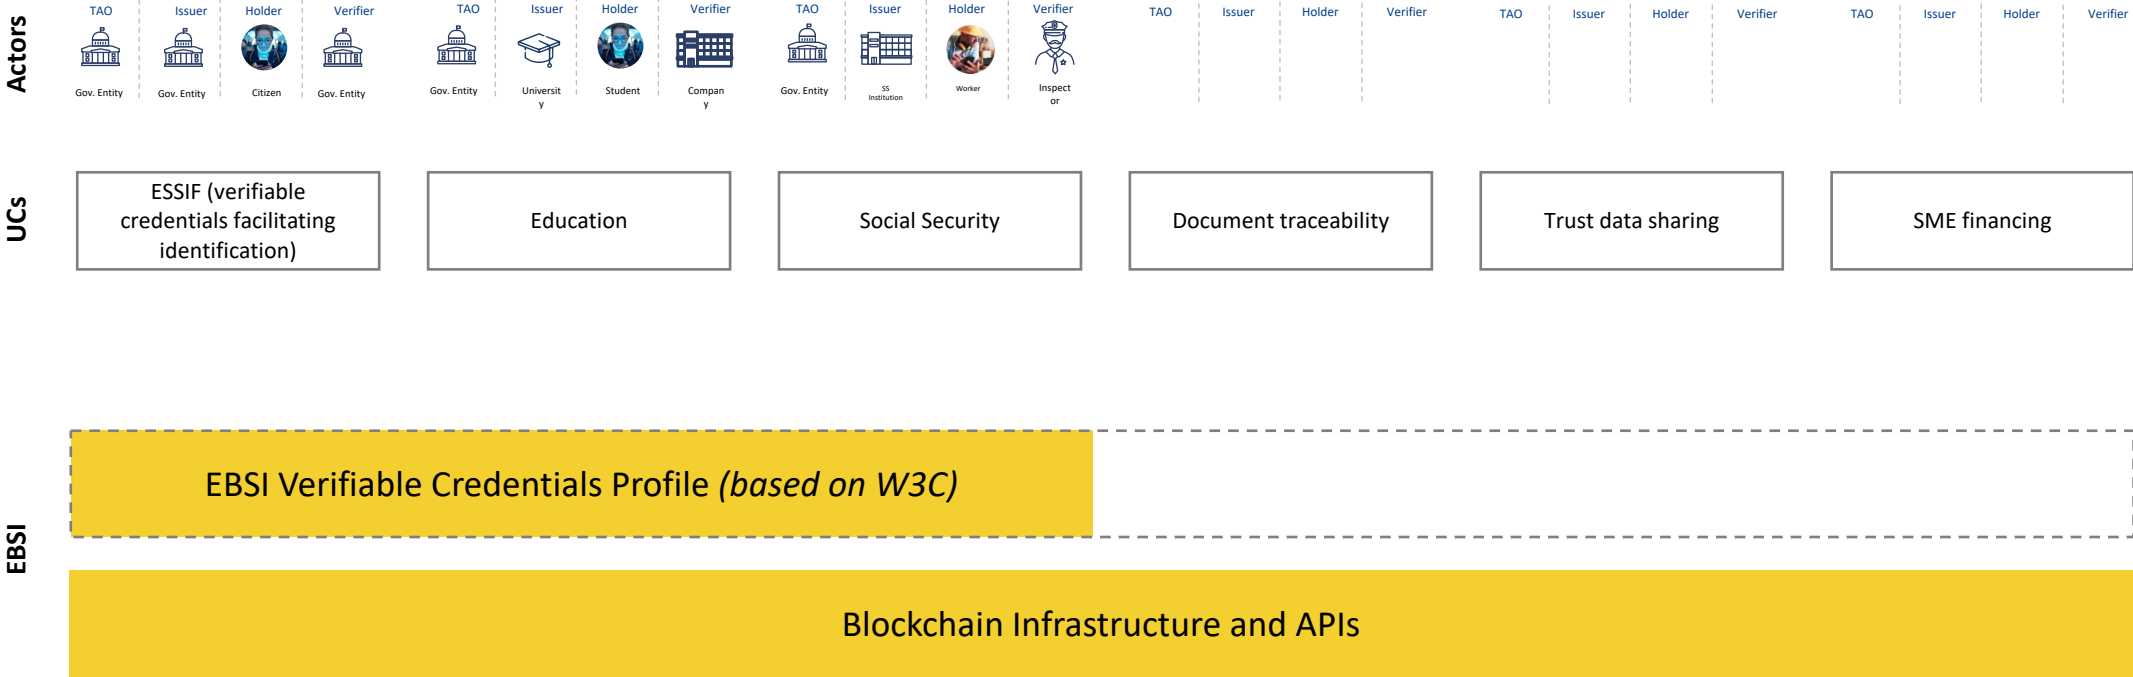 Actors
TAO Issuer Holder Verifier TAO Issuer Holder Verifier TAO Issuer Holder Verifier TAO Issuer Holder Verifier TAO Issuer Holder Verifier TAO Issuer Holder Verifier
Gov. Entity Gov. Entity Citizen Gov. Entity Gov. Entity Universit
y Student Compan
y Gov. Entity SS
Institution Worker Inspect
or
UCs
ESSIF (verifiable
credentials facilitating
identification)
Education
Social Security
Document traceability
Trust data sharing
SME financing
EBSI
EBSI Verifiable Credentials Profile (based on W3C)
Blockchain Infrastructure and APIs